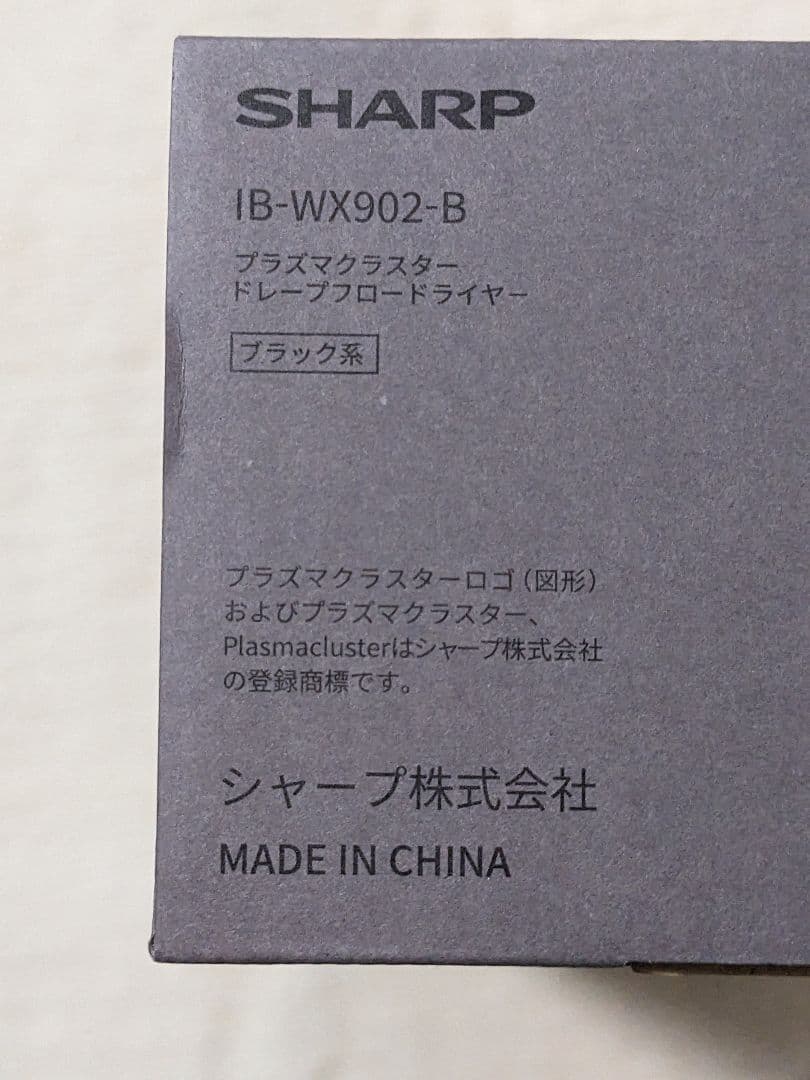 SHARP
IB-WX902-B
プラズマクラスター
ドレープフロードライヤー
ブラック系
プラズマクラスターロゴ(図形)
およびプラズマクラスター、
Plasmaclusterはシャープ株式会社
の登録商標です。
シャープ株式会社
MADE IN CHINA